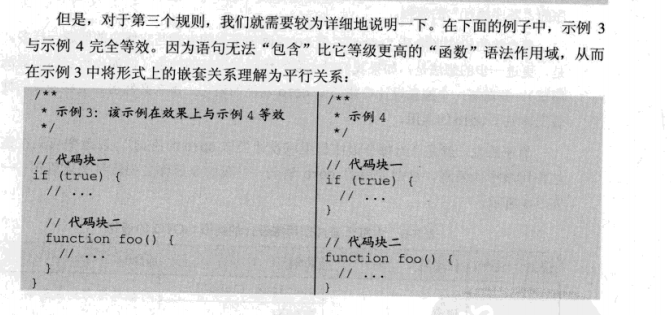 但是，对于第三个规则，我们就需要较为详细地说明一下。在下面的例子中，示例 3
与示例 4 完全等效。因为语句无法“包含”比它等级更高的“函数”语法作用域，从而
在示例 3 中将形式上的嵌套关系理解为平行关系：
/**
 * 示例 3：该示例在效果上与示例 4 等效
 */
// 代码块一
if (true) {
  // ...
  // 代码块二
  function foo() {
    // ...
  }
}
/**
 * 示例 4
 */
// 代码块一
if (true) {
  // ...
}
// 代码块二
function foo() {
  // ...
}